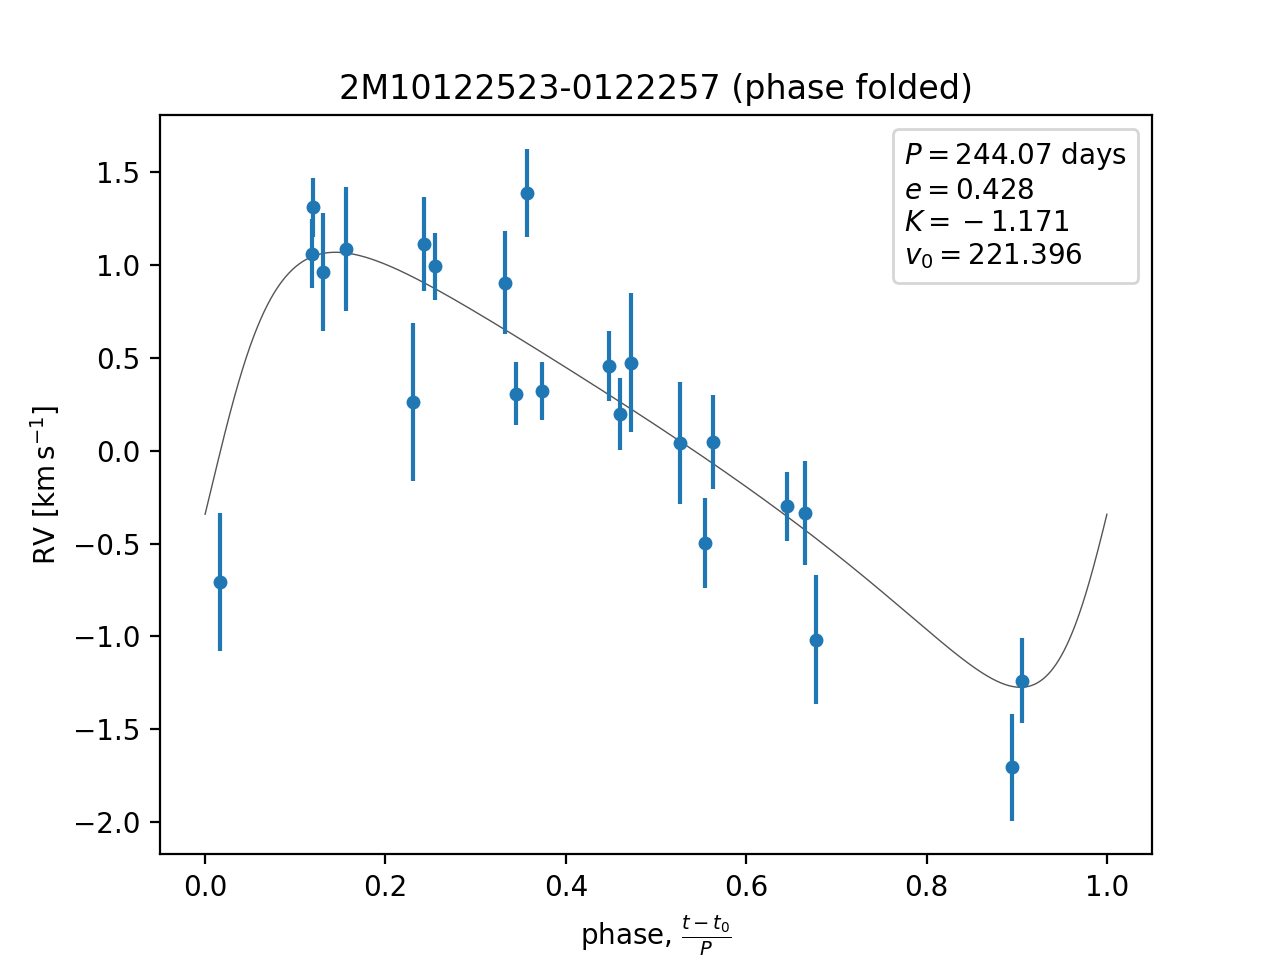 2M10122523-0122257 (phase folded)
P = 244.07 days
e = 0.428
K = −1.171
v₀ = 221.396
RV [km s⁻¹]
1.5
1.0
0.5
0.0
−0.5
−1.0
−1.5
−2.0
0.0 0.2 0.4 0.6 0.8 1.0
phase, (t − t₀)/P